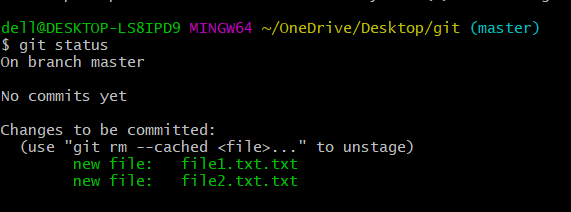 dell@DESKTOP-LS8IPD9 MINGW64 ~/OneDrive/Desktop/git (master)
$ git status
On branch master
No commits yet
Changes to be committed:
(use "git rm --cached <file>..." to unstage)
new file: file1.txt.txt
new file: file2.txt.txt